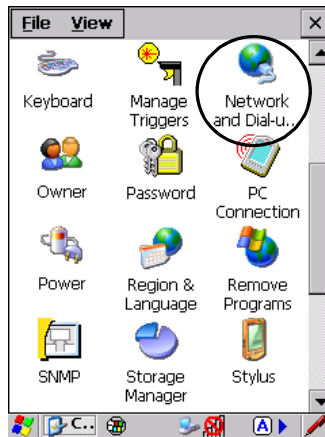 File View
Keyboard
Manage
Triggers
Network
and Dial-u...
Owner
Password
PC
Connection
Power
Region &
Language
Remove
Programs
SNMP
Storage
Manager
Stylus
C..
A